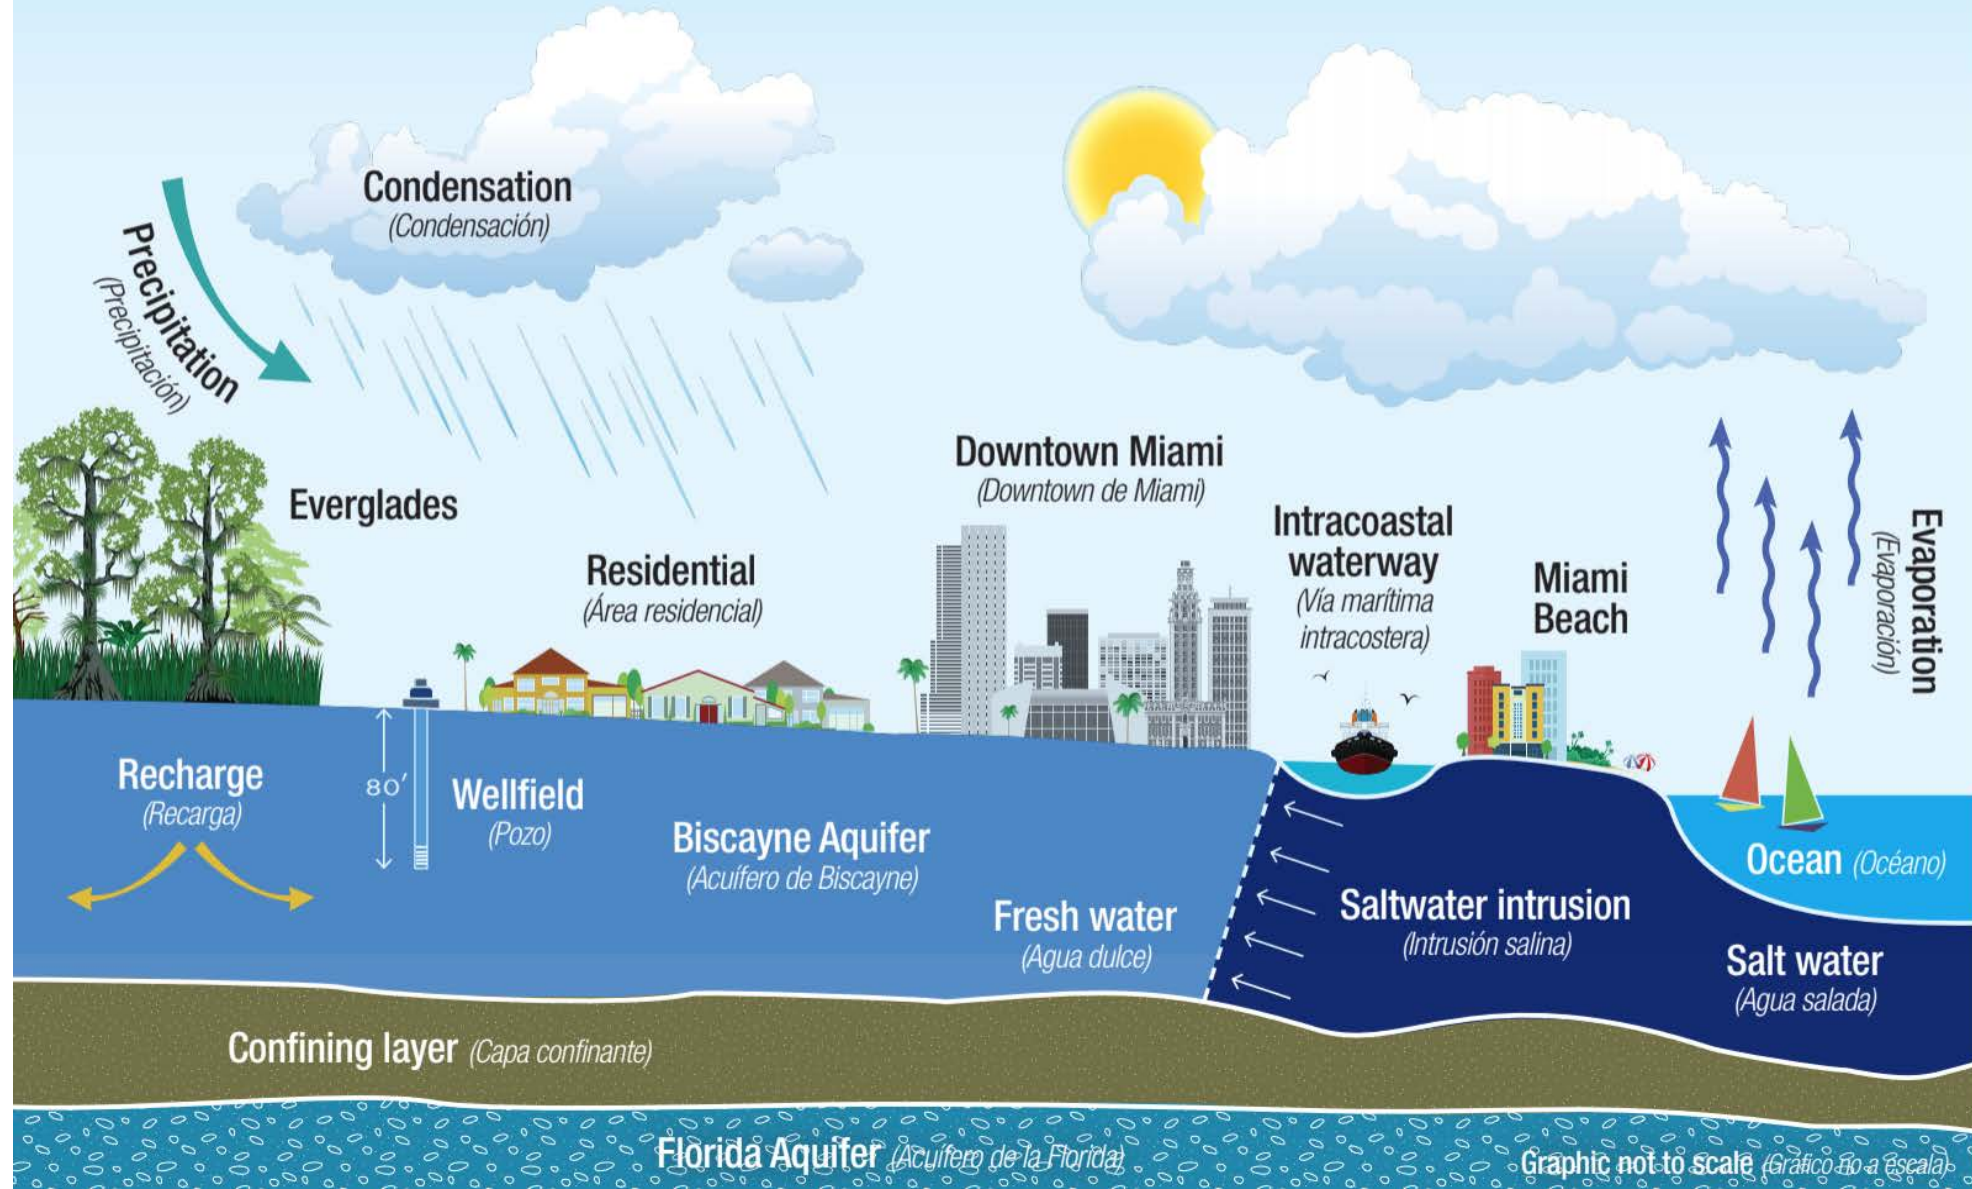 Condensation
(Condensación)
Precipitation
(Precipitación)
Everglades
Residential
(Área residencial)
Downtown Miami
(Downtown de Miami)
Intracoastal
waterway
(Vía marítima
intracostera)
Miami
Beach
Evaporation
(Evaporación)
Recharge
(Recarga)
80'
Wellfield
(Pozo)
Biscayne Aquifer
(Acuífero de Biscayne)
Fresh water
(Agua dulce)
Saltwater intrusion
(Intrusión salina)
Ocean (Océano)
Salt water
(Agua salada)
Confining layer (Capa confinante)
Florida Aquifer (Acuífero de la Florida)
Graphic not to scale (Gráfico no a escala)